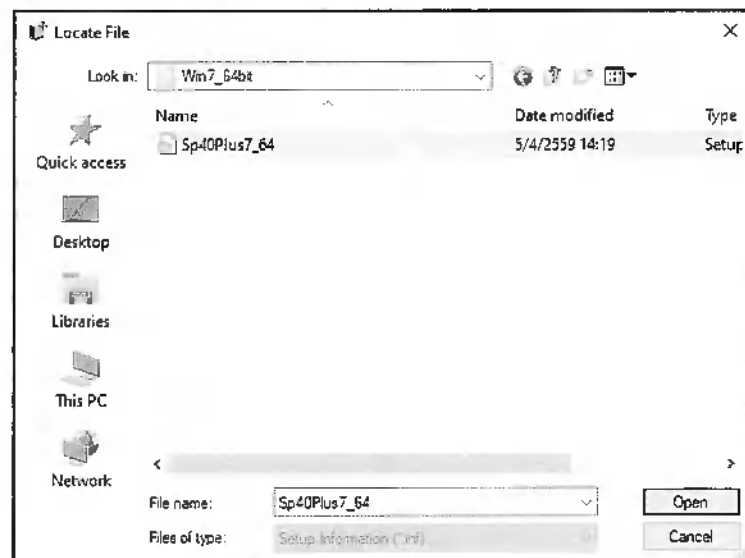 Locate File
Look in: Win7_64bit
Name Date modified Type
Sp40Plus7_64 5/4/2559 14:19 Setup
Quick access
Desktop
Libraries
This PC
Network
File name: Sp40Plus7_64 Open
Files of type: Setup Information (*.inf) Cancel